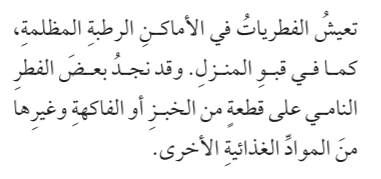 تعيشُ الفطرياتُ في الأماكنِ الرطبةِ المظلمةِ،
كما في قبوِ المنزلِ. وقد نجدُ بعضَ الفطرِ
النامي على قطعةٍ من الخبزِ أو الفاكهةِ وغيرِها
منَ الموادِّ الغذائيةِ الأخرى.